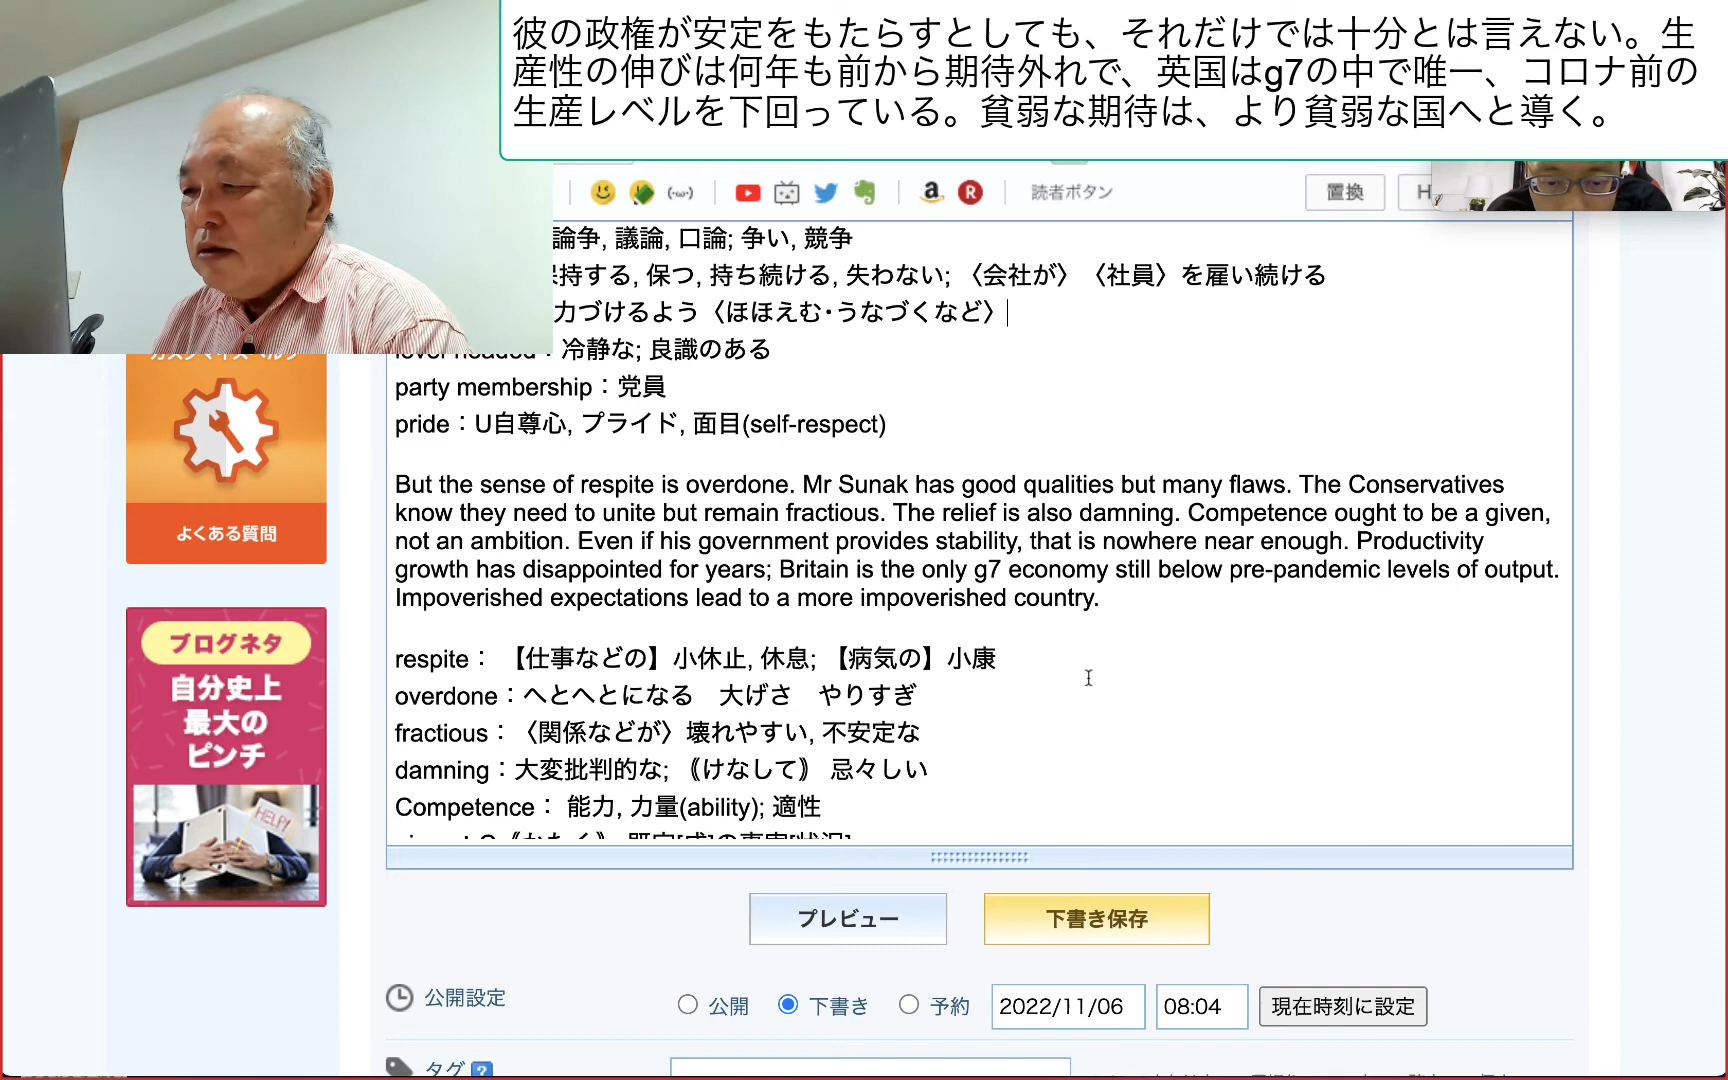 彼の政権が安定をもたらすとしても、それだけでは十分とは言えない。生
産性の伸びは何年も前から期待外れで、英国はg7の中で唯一、コロナ前の
生産レベルを下回っている。貧弱な期待は、より貧弱な国へと導く。
a
R
読者ボタン
置換
H
論争, 議論, 口論; 争い, 競争
持する, 保つ, 持ち続ける, 失わない; 〈会社が〉〈社員〉を雇い続ける
力づけるよう〈ほほえむ・うなづくなど〉
level-headed：冷静な; 良識のある
party membership：党員
pride：U自尊心, プライド, 面目(self-respect)
But the sense of respite is overdone. Mr Sunak has good qualities but many flaws. The Conservatives
know they need to unite but remain fractious. The relief is also damning. Competence ought to be a given,
not an ambition. Even if his government provides stability, that is nowhere near enough. Productivity
growth has disappointed for years; Britain is the only g7 economy still below pre-pandemic levels of output.
Impoverished expectations lead to a more impoverished country.
respite：【仕事などの】小休止, 休息; 【病気の】小康
overdone：へとへとになる　大げさ　やりすぎ
fractious：〈関係などが〉壊れやすい, 不安定な
damning：大変批判的な; ⦅けなして⦆ 忌々しい
Competence： 能力, 力量(ability); 適性
よくある質問
ブログネタ
自分史上
最大の
ピンチ
HELP!
プレビュー
下書き保存
公開設定
公開
下書き
予約
2022/11/06
08:04
現在時刻に設定
タグ
?